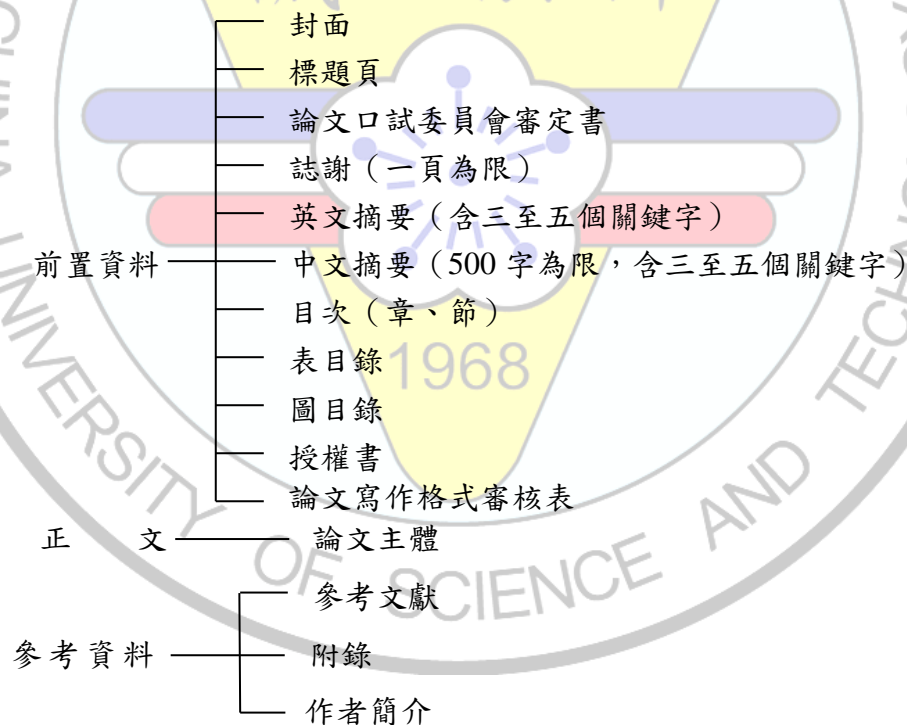 封面
標題頁
論文口試委員會審定書
誌謝（一頁為限）
英文摘要（含三至五個關鍵字）
前置資料
中文摘要（500 字為限，含三至五個關鍵字）
目次（章、節）
表目錄
1968
圖目錄
授權書
論文寫作格式審核表
正 文
論文主體
參考文獻
參考資料
附錄
作者簡介
UNIVERSITY OF SCIENCE AND